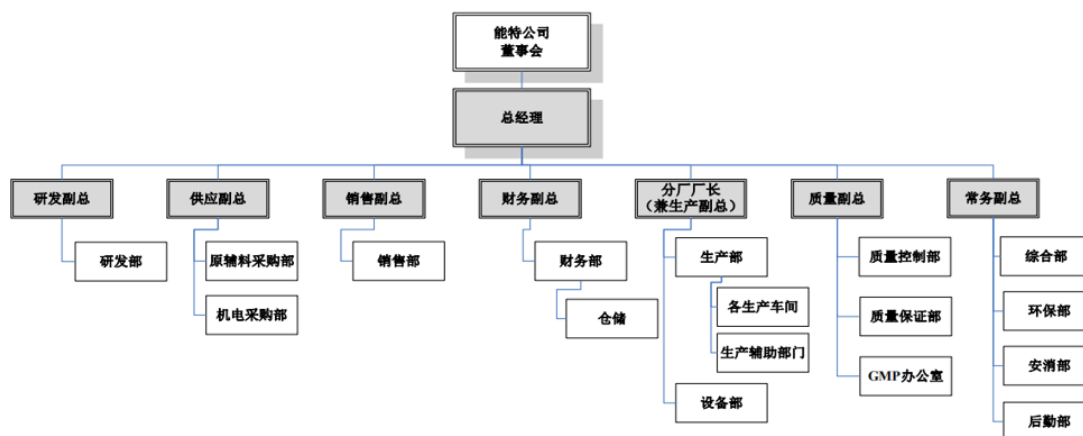 能特公司
董事会
总经理
研发副总
供应副总
销售副总
财务副总
分厂厂长
（兼生产副总）
质量副总
常务副总
研发部
原辅料采购部
机电采购部
销售部
财务部
仓储
生产部
各生产车间
生产辅助部门
设备部
质量控制部
质量保证部
GMP办公室
综合部
环保部
安消部
后勤部